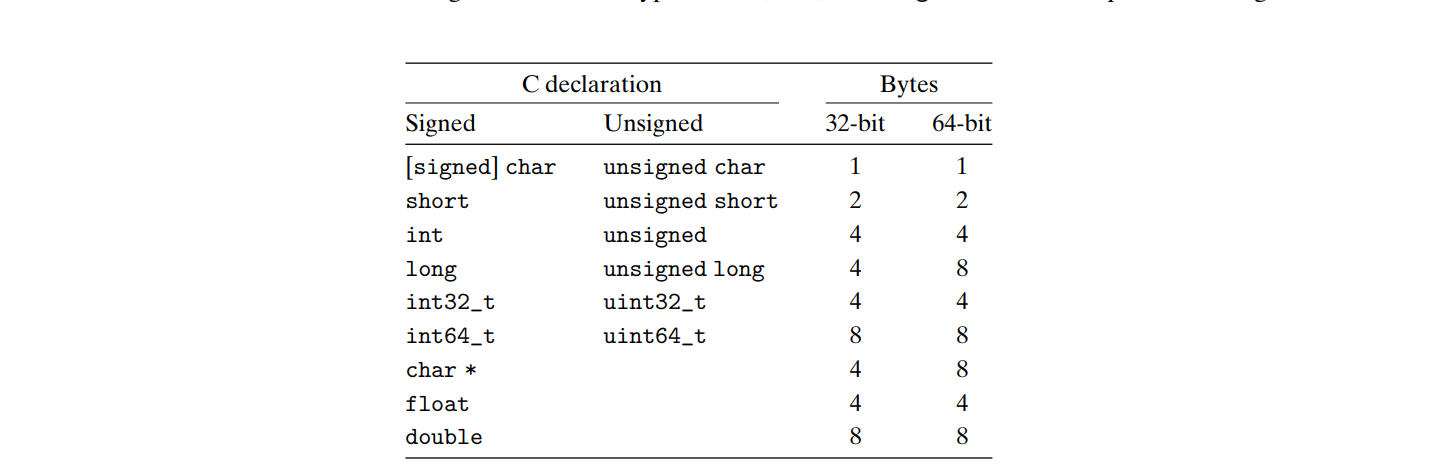 C declaration Bytes
Signed Unsigned 32-bit 64-bit
[signed] char unsigned char 1 1
short unsigned short 2 2
int unsigned 4 4
long unsigned long 4 8
int32_t uint32_t 4 4
int64_t uint64_t 8 8
char * 4 8
float 4 4
double 8 8